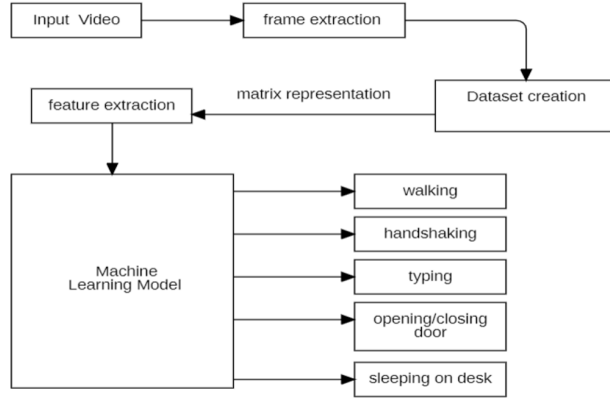 Input Video
frame extraction
Dataset creation
matrix representation
feature extraction
Machine
Learning Model
walking
handshaking
typing
opening/closing
door
sleeping on desk